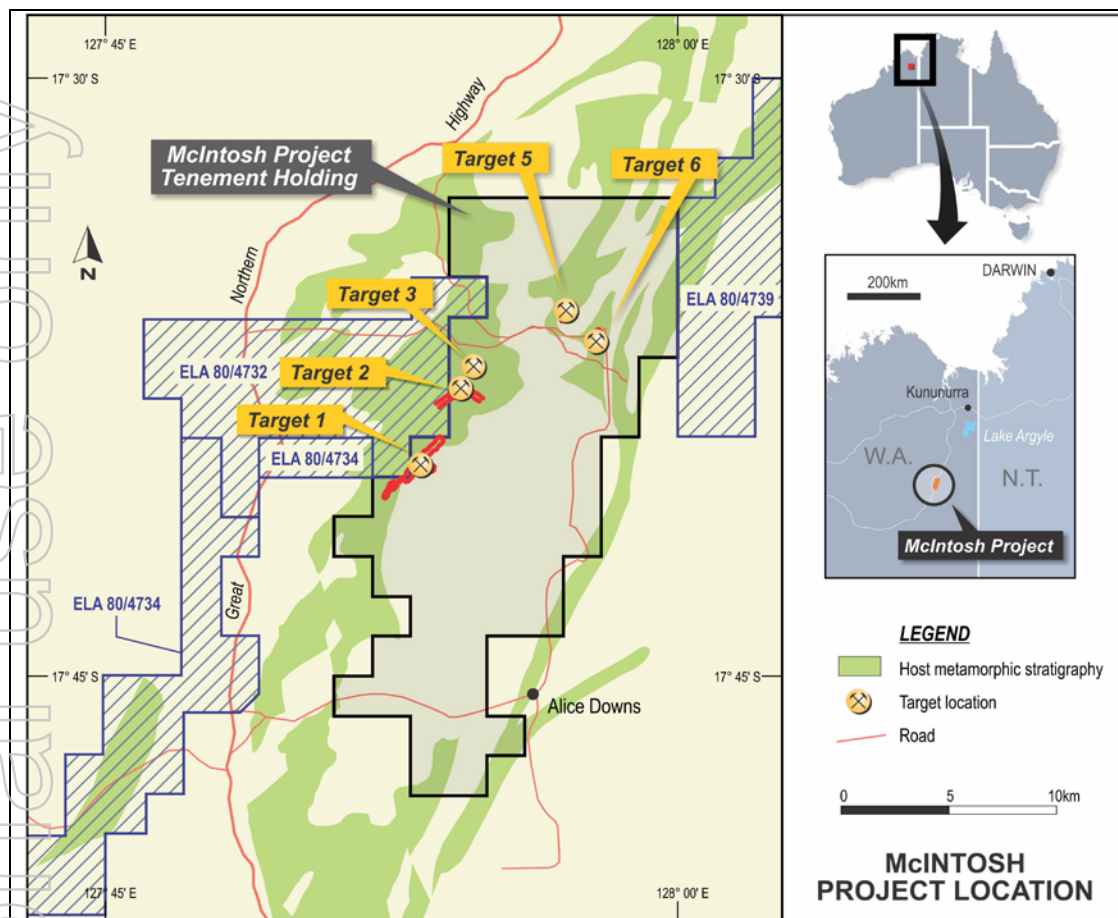 127° 45' E
128° 00' E
17° 30' S
17° 30' S
Highway
McIntosh Project
Tenement Holding
Target 5
Target 6
N
Northern
Target 3
ELA 80/4739
ELA 80/4732
Target 2
Target 1
ELA 80/4734
ELA 80/4734
Great
17° 45' S
17° 45' S
Alice Downs
127° 45' E
128° 00' E
200km
DARWIN
Kununurra
Lake Argyle
W.A.
N.T.
McIntosh Project
LEGEND
Host metamorphic stratigraphy
Target location
Road
0 5 10km
McINTOSH
PROJECT LOCATION